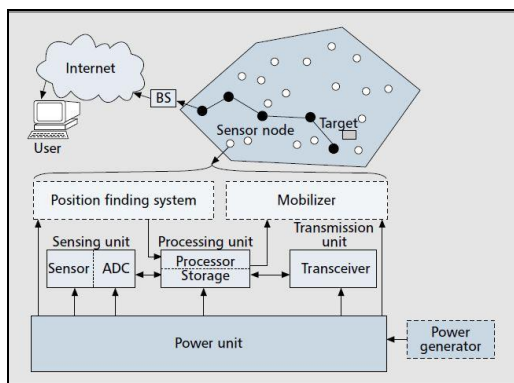 Internet
BS
User
Sensor node
Target
Position finding system
Mobilizer
Sensing unit
Processing unit
Transmission
unit
Sensor
ADC
Processor
Storage
Transceiver
Power unit
Power
generator